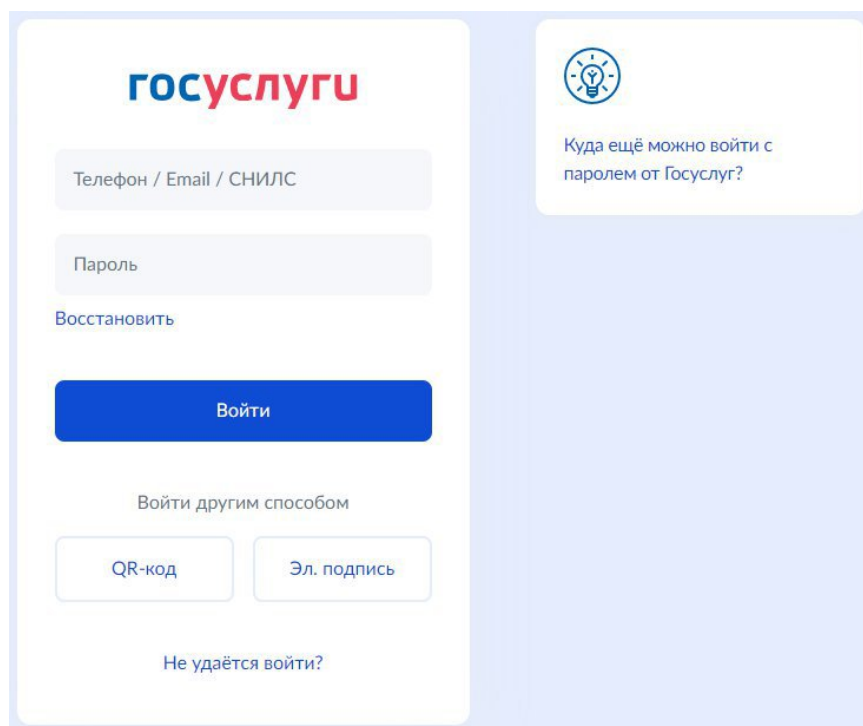 госуслуги
Телефон / Email / СНИЛС
Пароль
Восстановить
Войти
Войти другим способом
QR-код
Эл. подпись
Не удаётся войти?
Куда ещё можно войти с
паролем от Госуслуг?